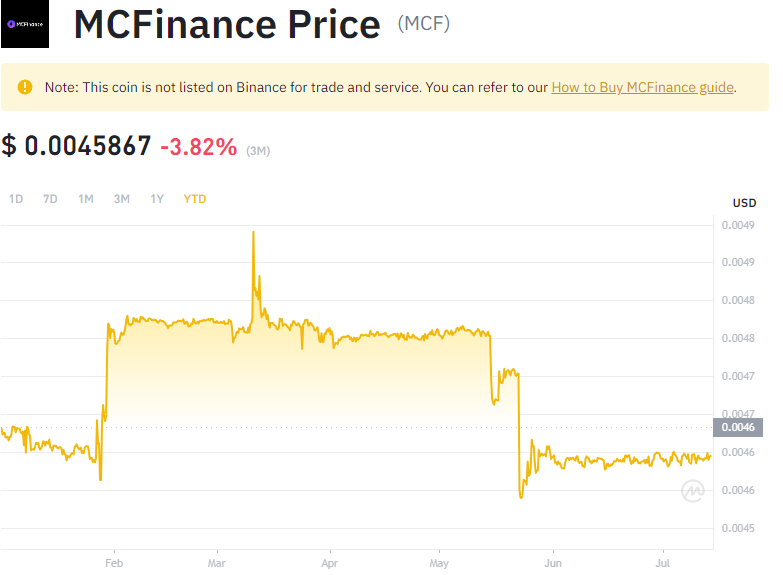 MCFinance
MCFinance Price (MCF)
Note: This coin is not listed on Binance for trade and service. You can refer to our How to Buy MCFinance guide.
$ 0.0045867 -3.82% (3M)
1D 7D 1M 3M 1Y YTD
USD
0.0049
0.0049
0.0048
0.0048
0.0047
0.0047
0.0046
0.0046
0.0046
0.0045
Feb Mar Apr May Jun Jul